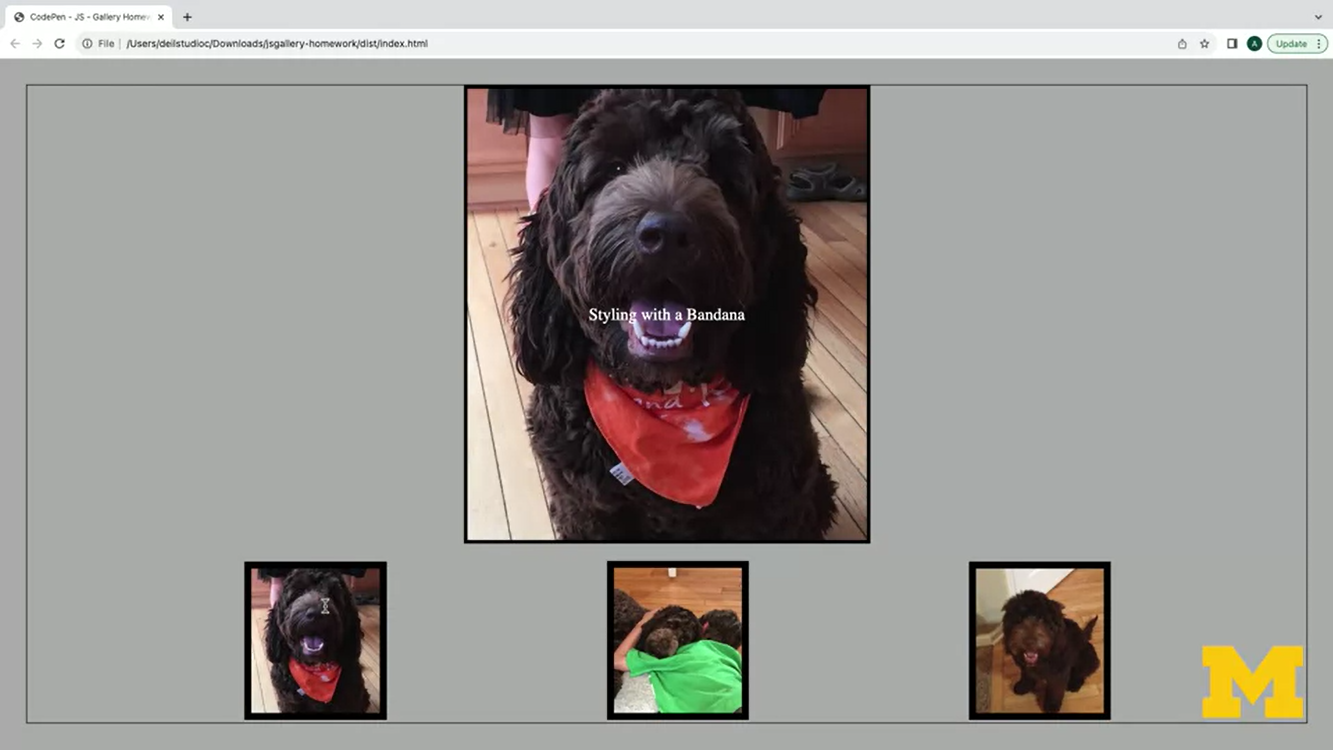 CodePen - JS - Gallery Homew
File
/Users/deilstudioc/Downloads/jsgallery-homework/dist/index.html
A
Update
Styling with a Bandana
M